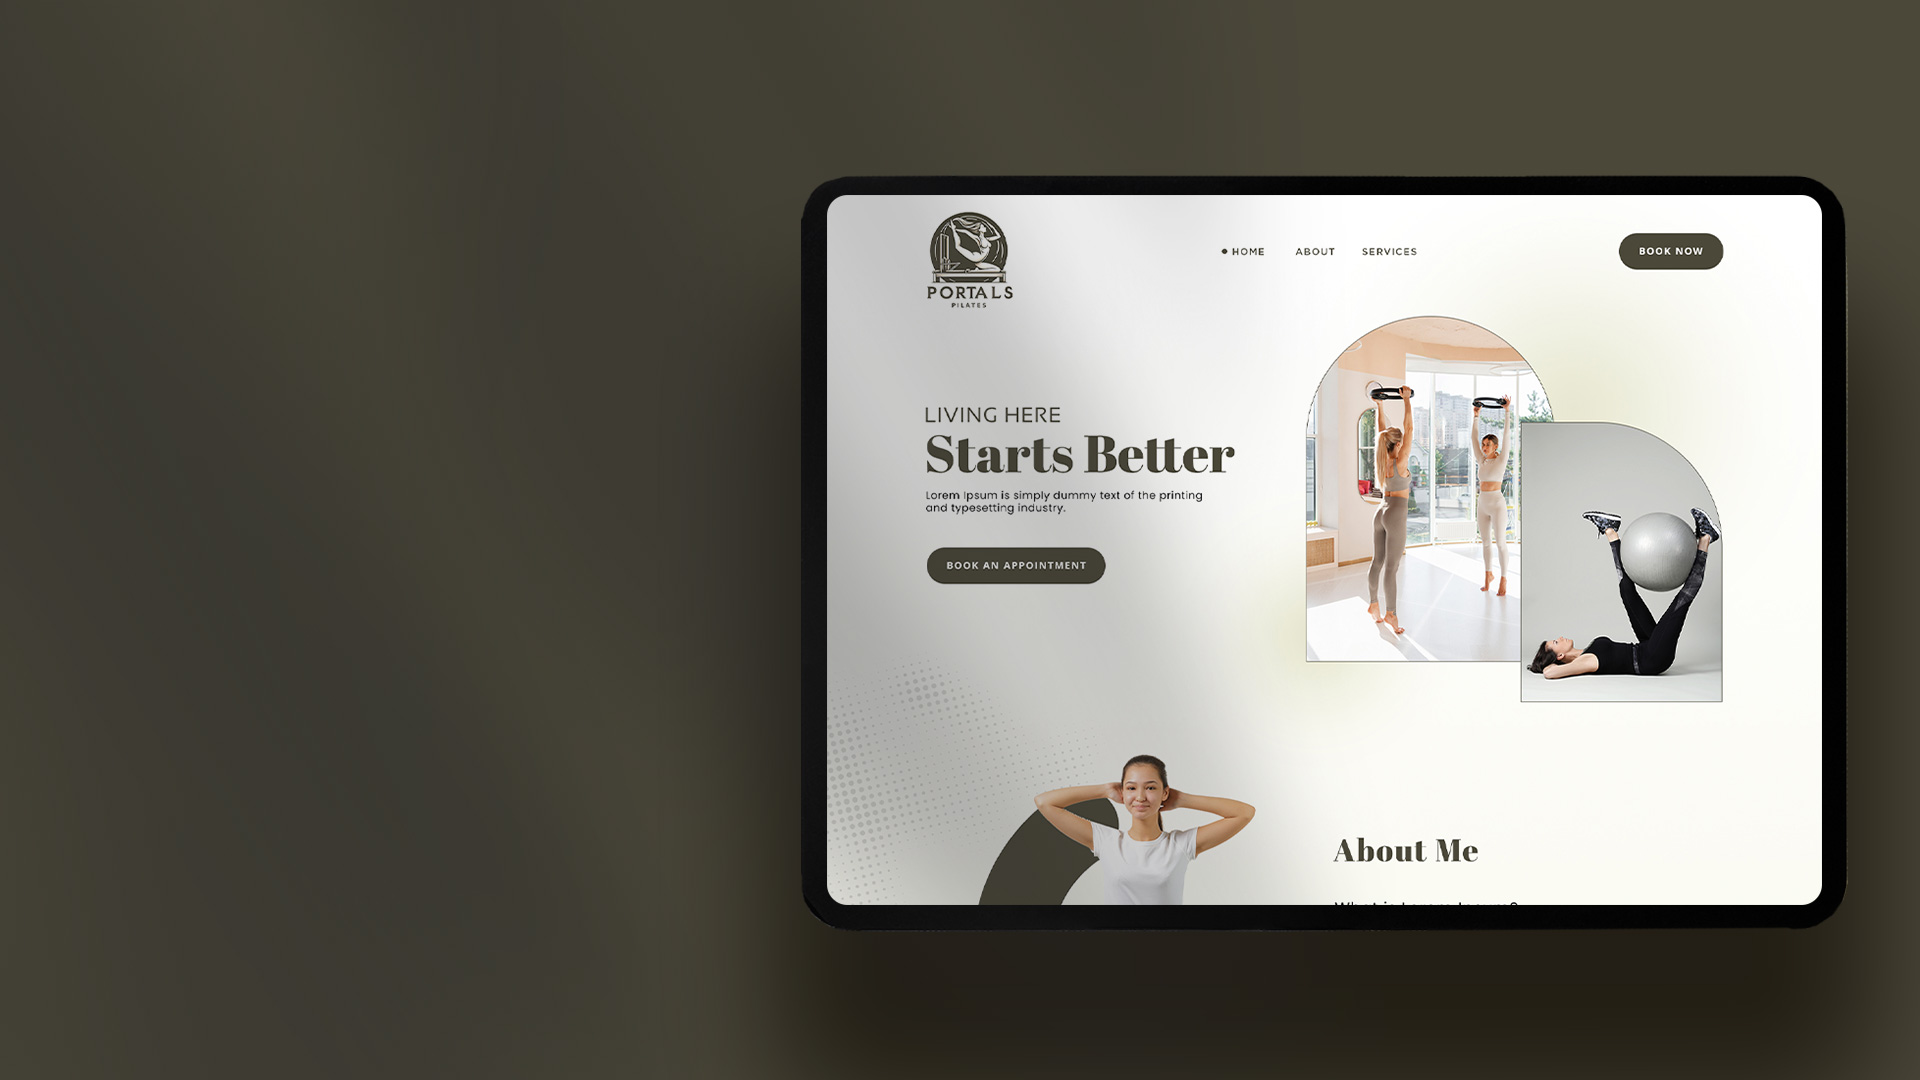 PORTALS
PILATES
HOME ABOUT SERVICES
BOOK NOW
LIVING HERE
Starts Better
Lorem Ipsum is simply dummy text of the printing
and typesetting industry.
BOOK AN APPOINTMENT
About Me